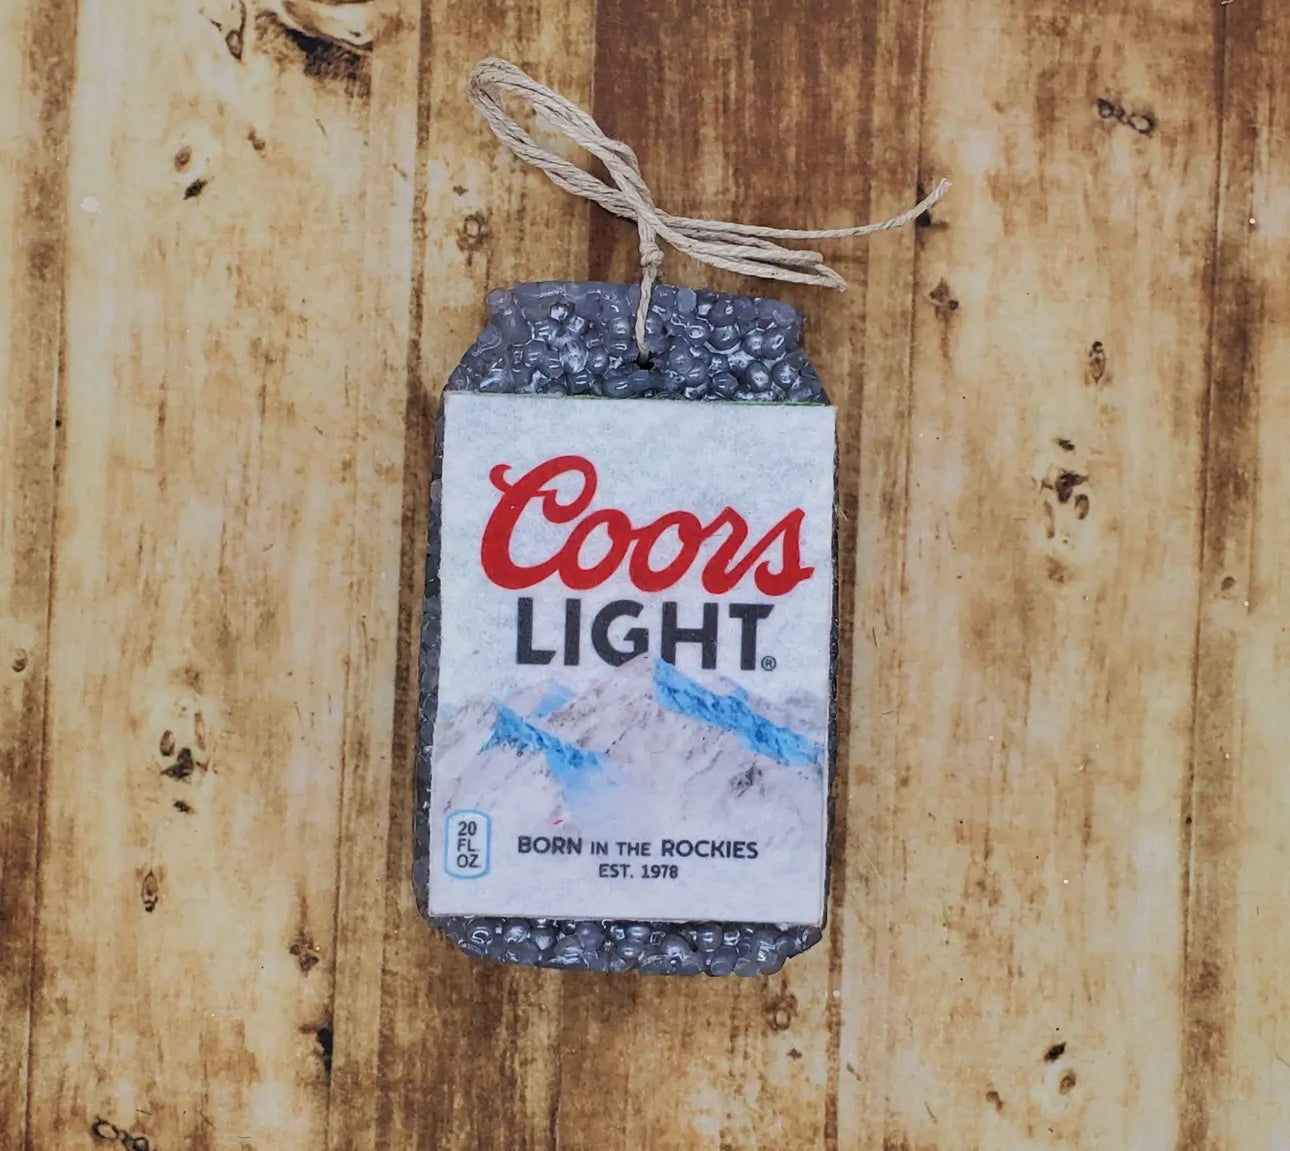 Coors
LIGHT®
20
FL
OZ
BORN IN THE ROCKIES
EST. 1978